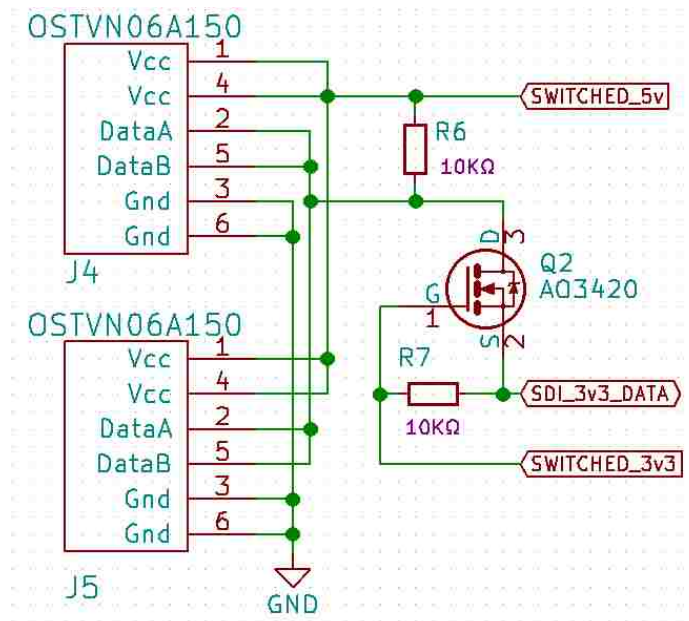 OSTVN06A150
Vcc 1
Vcc 4
DataA 2
DataB 5
Gnd 3
Gnd 6
J4
SWITCHED_5v
R6
10KΩ
D 3
Q2
AO3420
G 1
S 2
OSTVN06A150
Vcc 1
Vcc 4
DataA 2
DataB 5
Gnd 3
Gnd 6
J5
R7
10KΩ
SDI_3v3_DATA
SWITCHED_3v3
GND